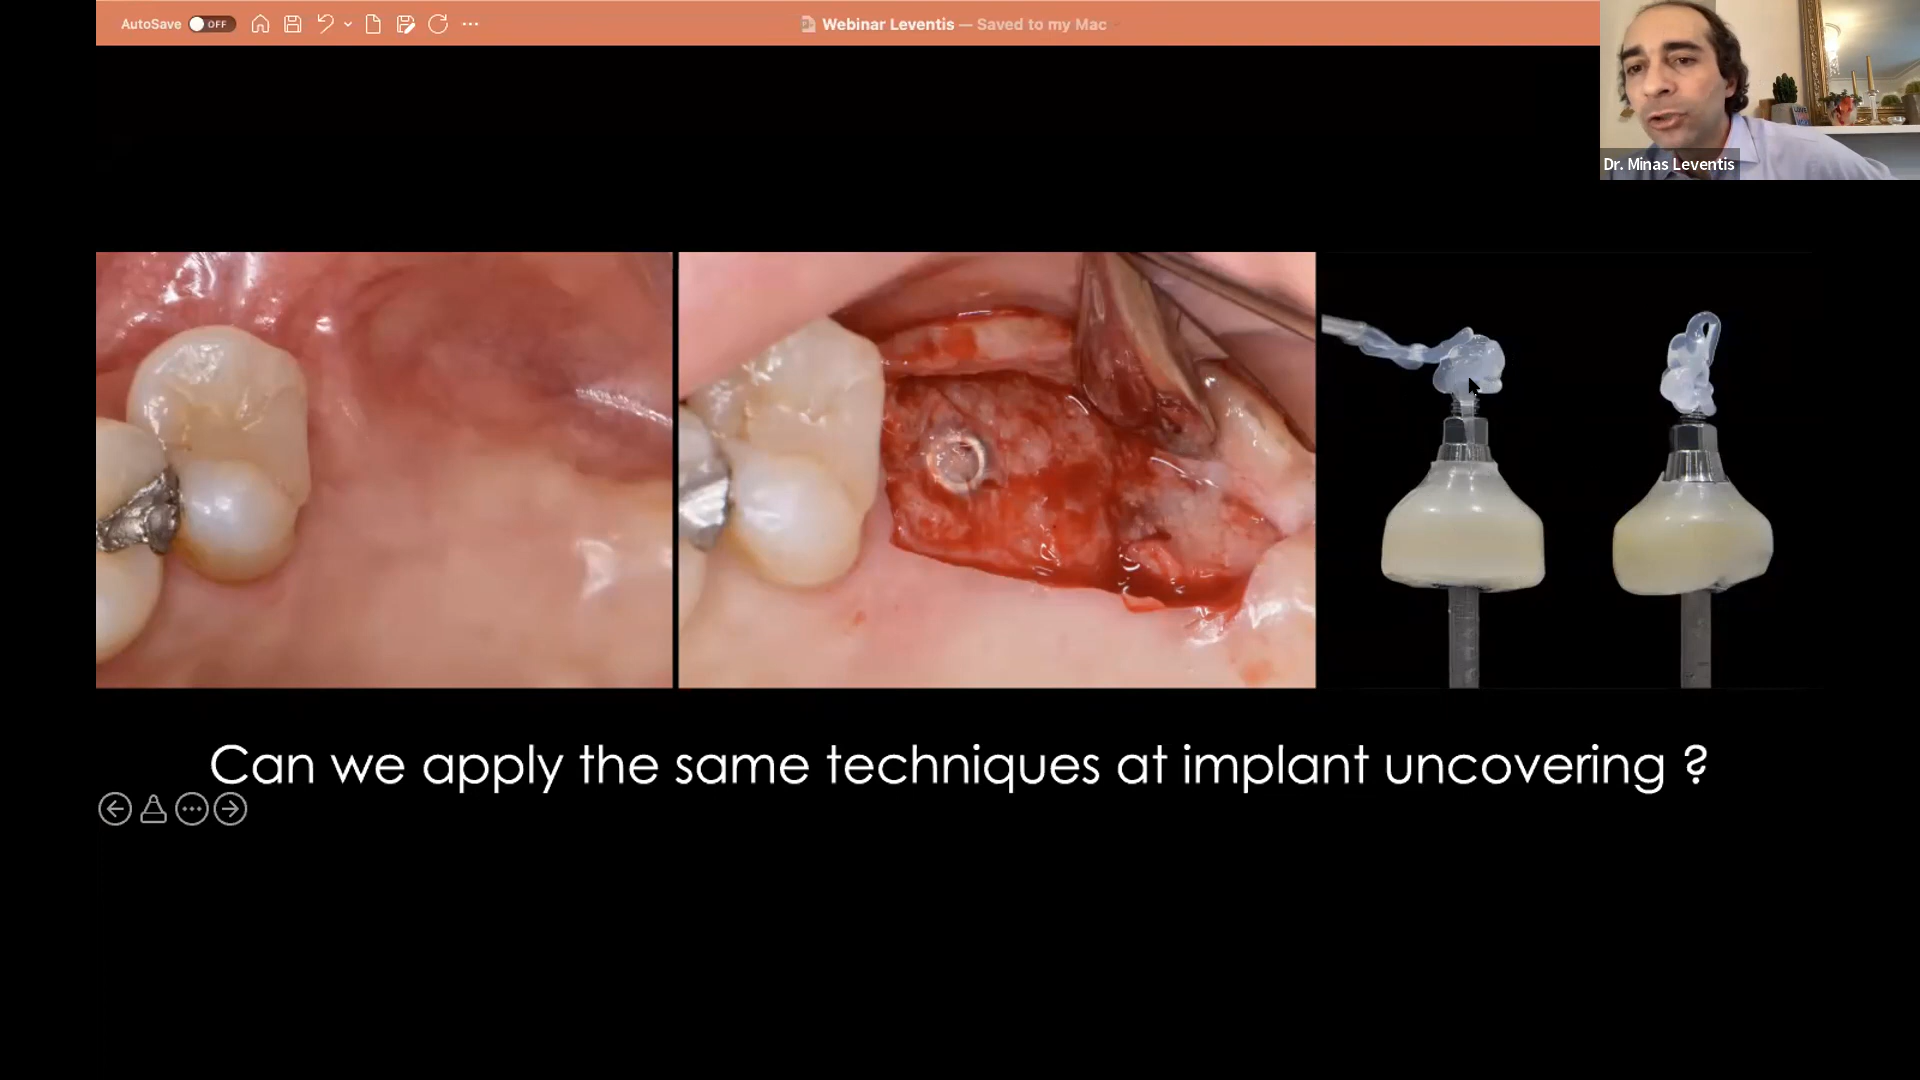 AutoSave OFF Webinar Leventis — Saved to my Mac
Dr. Minas Leventis
Can we apply the same techniques at implant uncovering ?